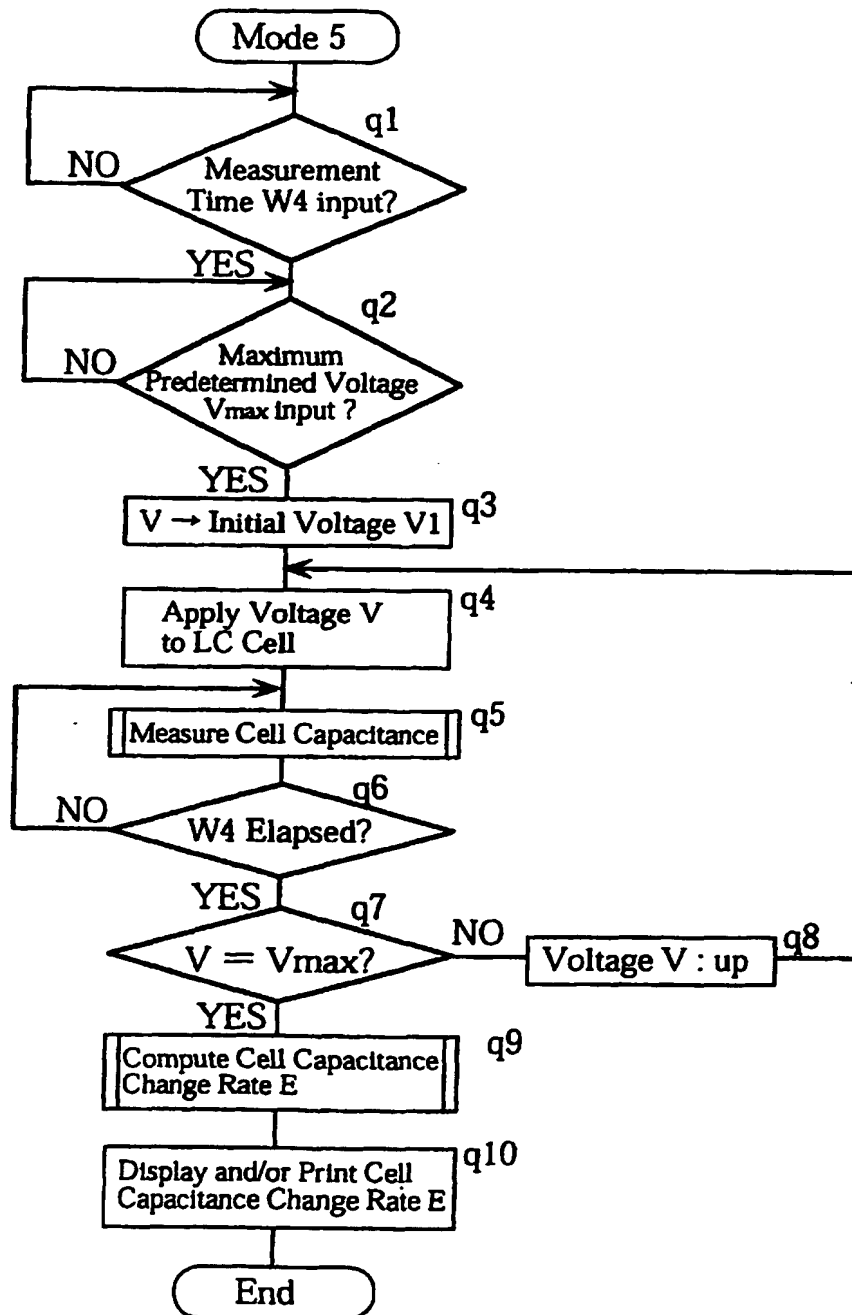 Mode 5
q1
NO
Measurement
Time W4 input?
YES
q2
NO
Maximum
Predetermined Voltage
Vmax input ?
YES
q3
V → Initial Voltage V1
q4
Apply Voltage V
to LC Cell
q5
Measure Cell Capacitance
q6
NO
W4 Elapsed?
YES
q7
V = Vmax?
NO
q8
Voltage V : up
YES
q9
Compute Cell Capacitance
Change Rate E
q10
Display and/or Print Cell
Capacitance Change Rate E
End